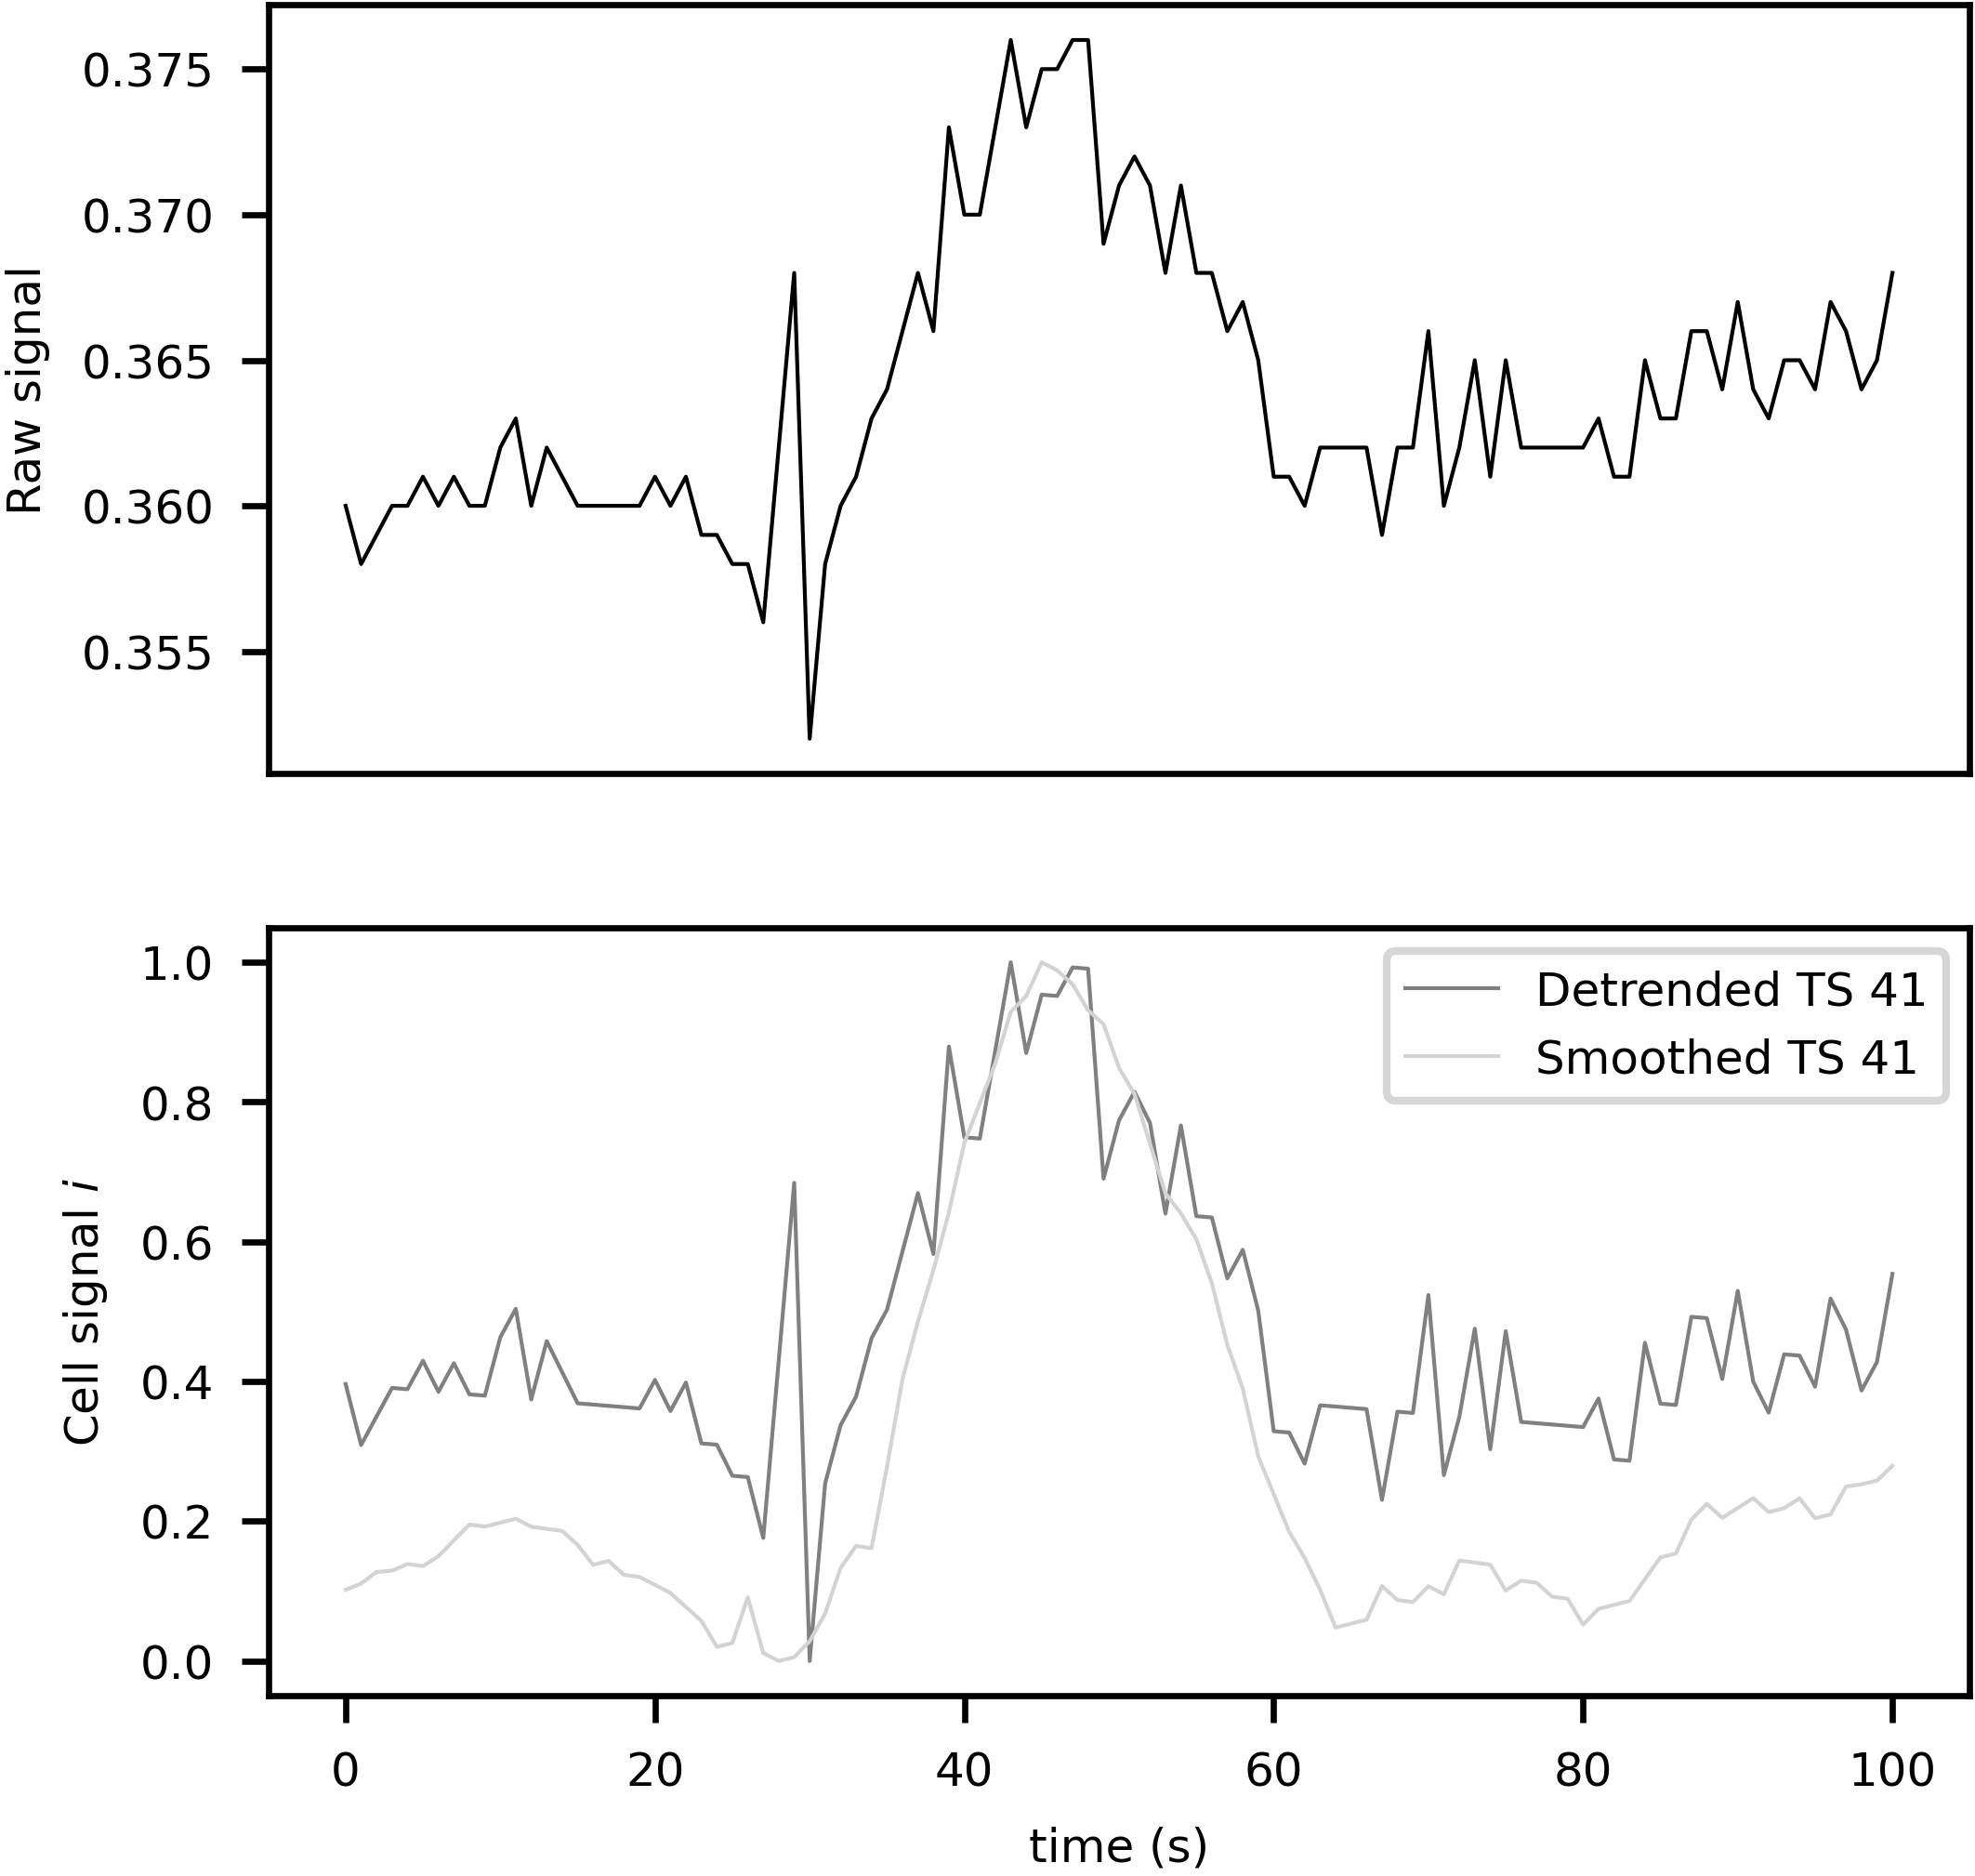 Raw signal
0.375
0.370
0.365
0.360
0.355
Cell signal i
1.0
0.8
0.6
0.4
0.2
0.0
Detrended TS 41
Smoothed TS 41
0 20 40 60 80 100
time (s)